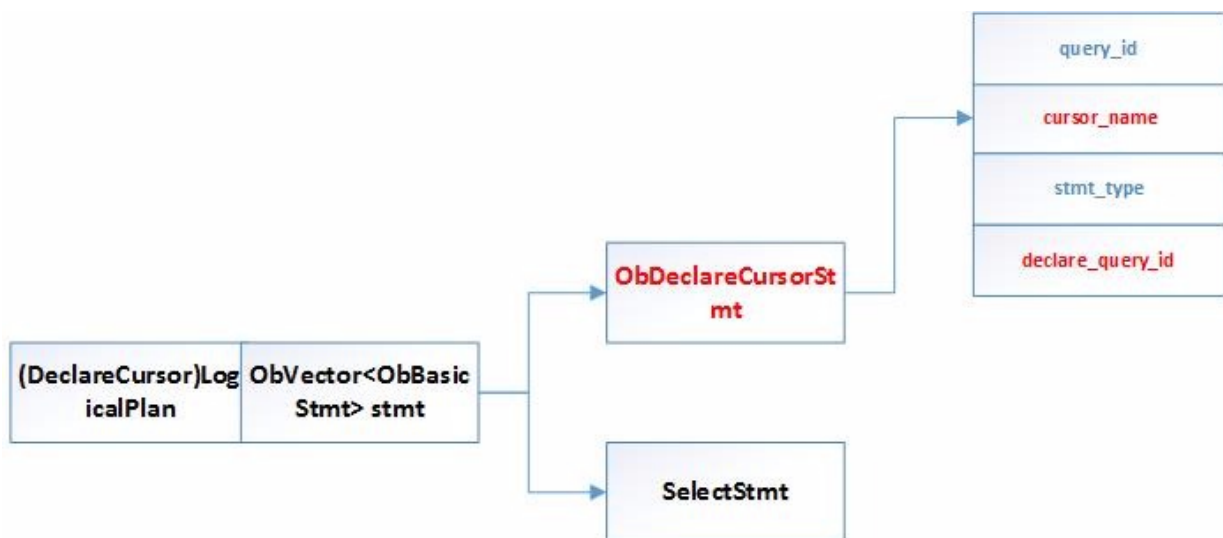 query_id
cursor_name
stmt_type
declare_query_id
ObDeclareCursorSt
mt
(DeclareCursor)Log
icalPlan
ObVector<ObBasic
Stmt> stmt
SelectStmt